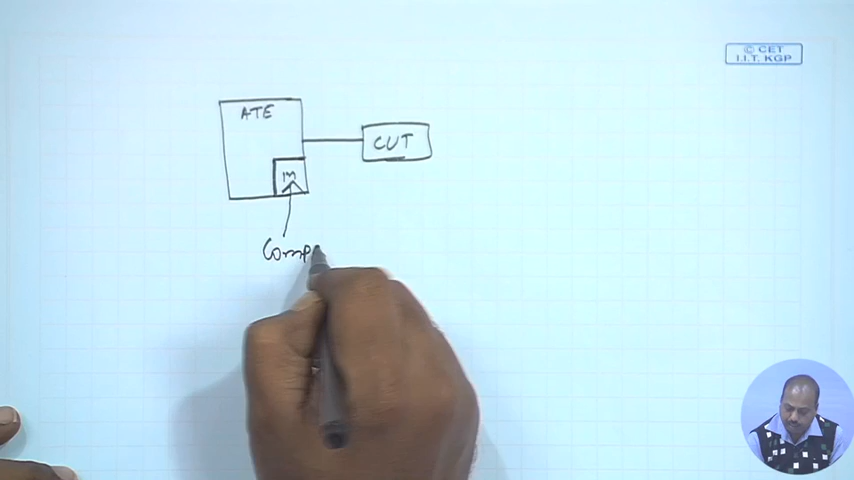 © CET
I.I.T. KGP
ATE
CUT
M
Comp